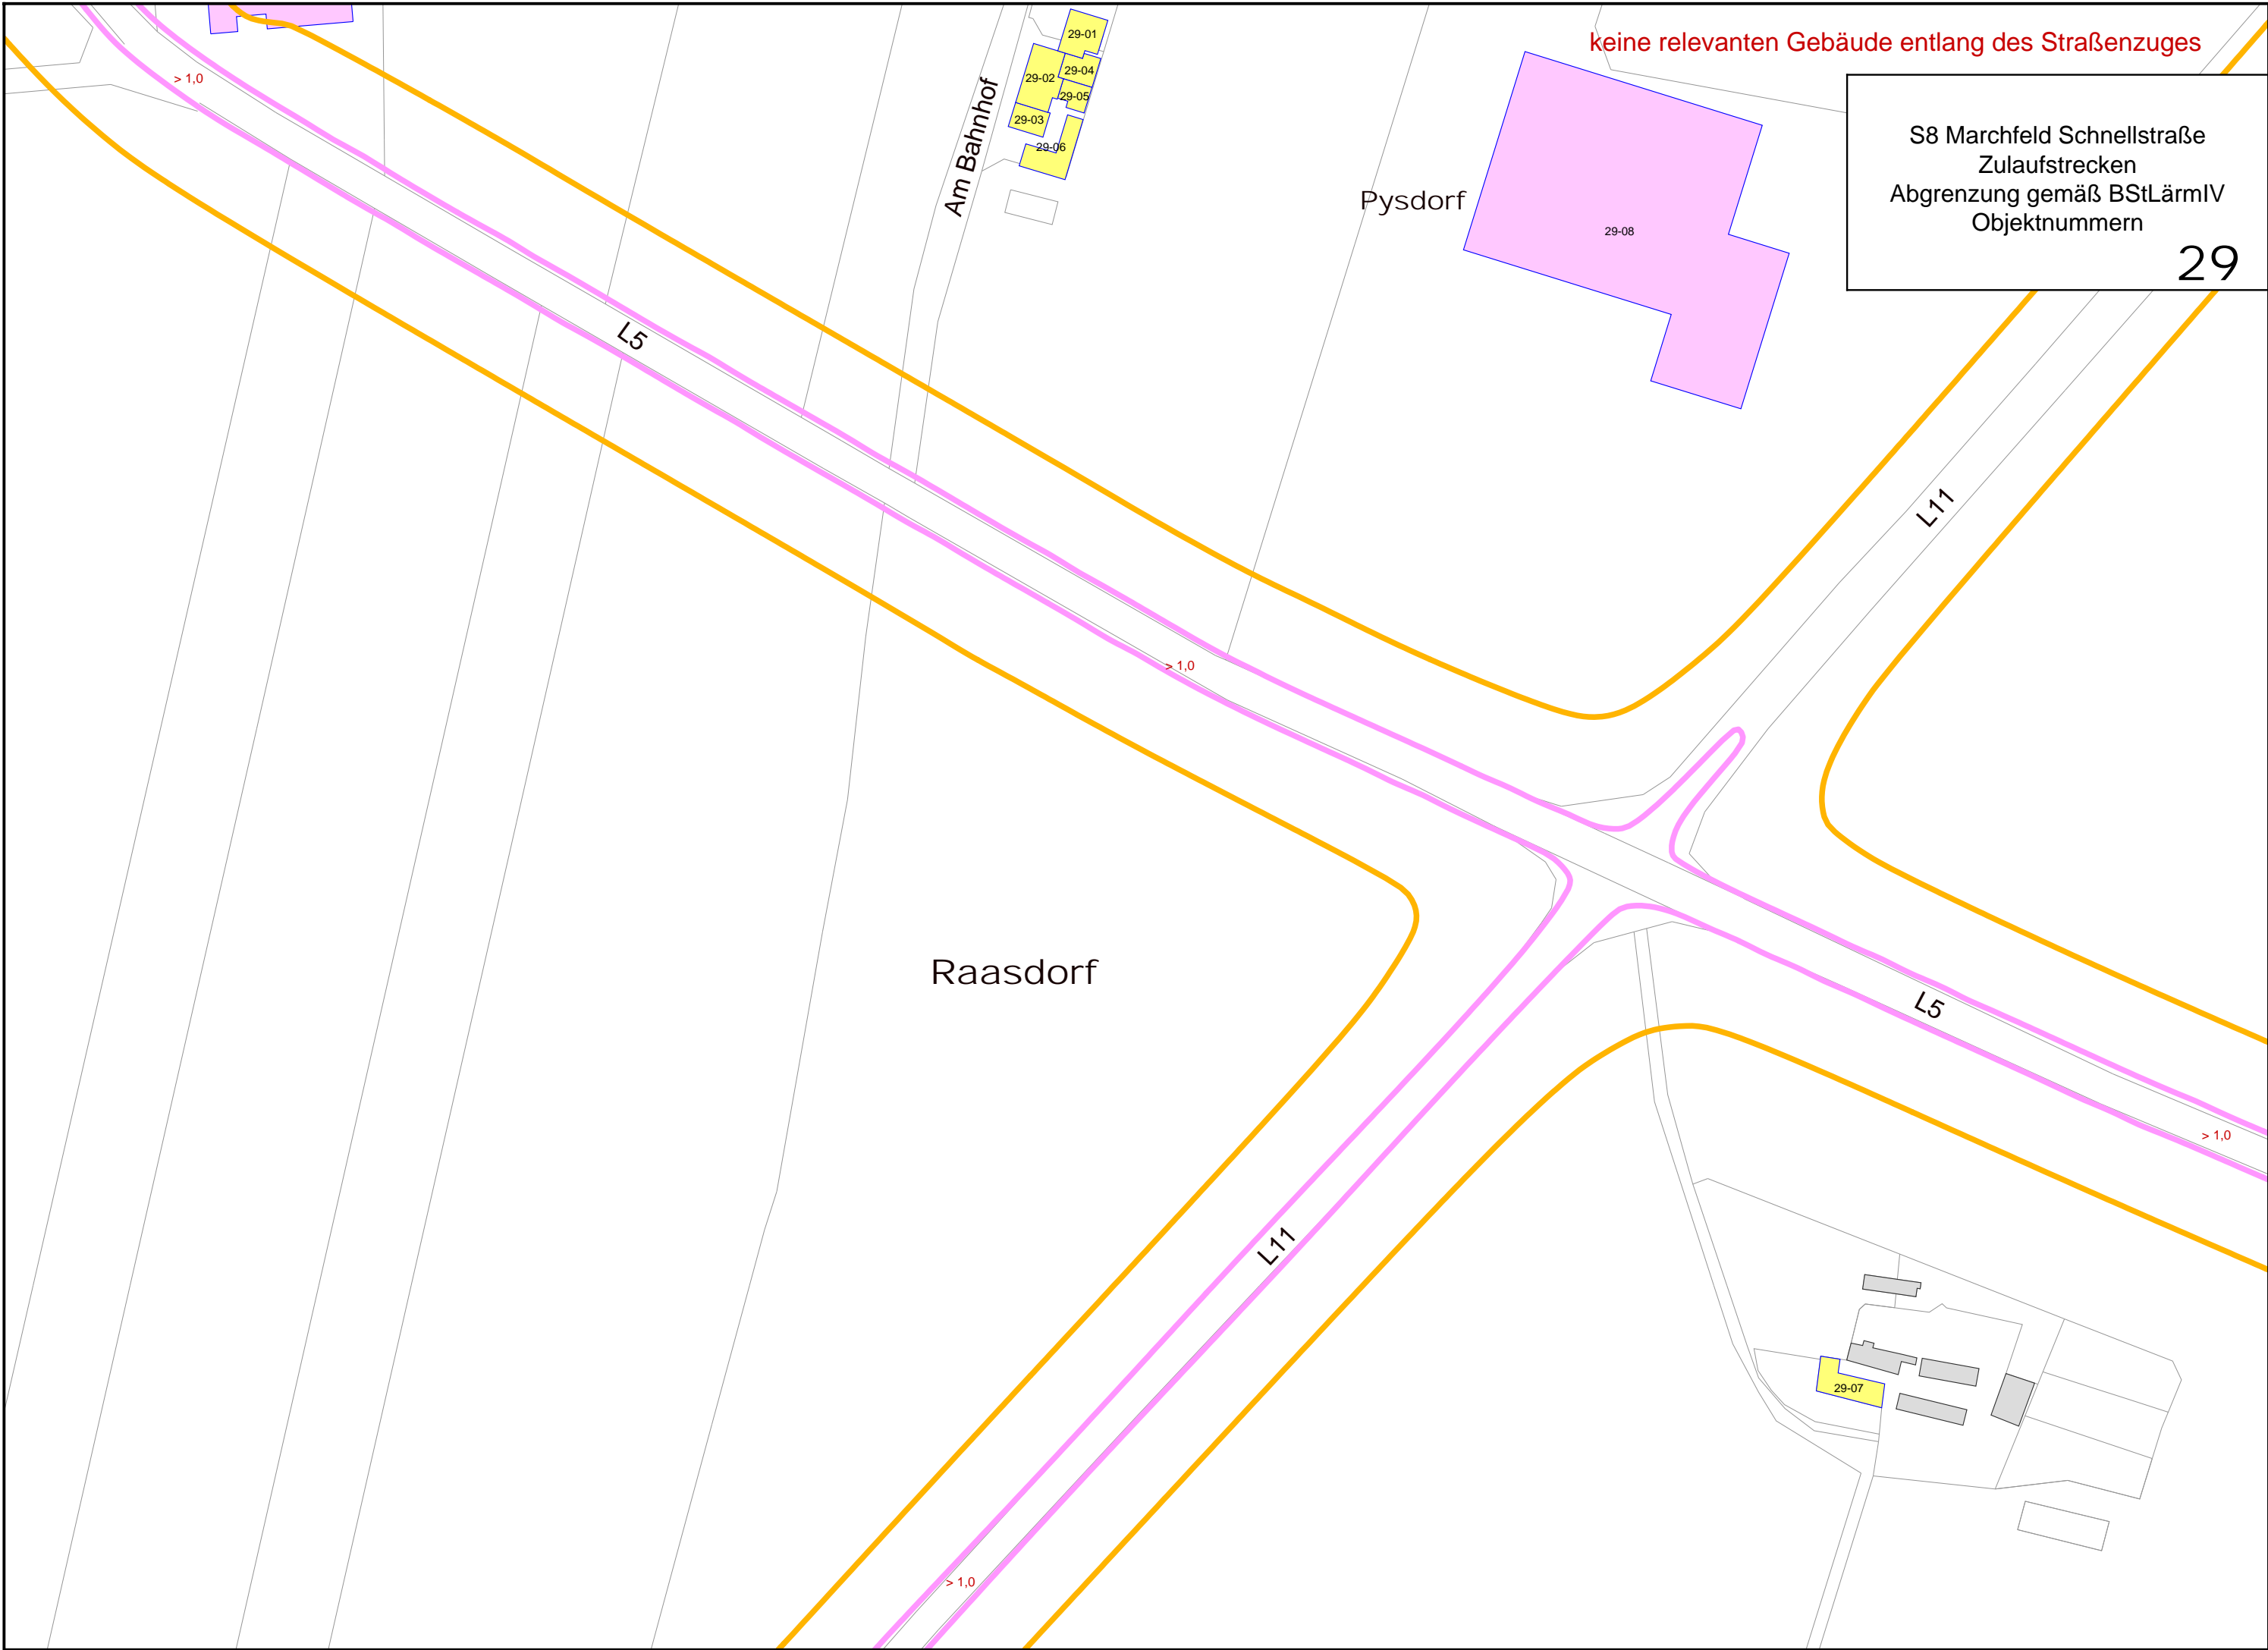 keine relevanten Gebäude entlang des Straßenzuges
S8 Marchfeld Schnellstraße
Zulaufstrecken
Abgrenzung gemäß BStLärmIV
Objektnummern
29
29-01
29-02
29-04
29-05
29-03
29-06
> 1,0
Am Bahnhof
Pysdorf
29-08
L5
L11
> 1,0
Raasdorf
L5
> 1,0
L11
29-07
> 1,0